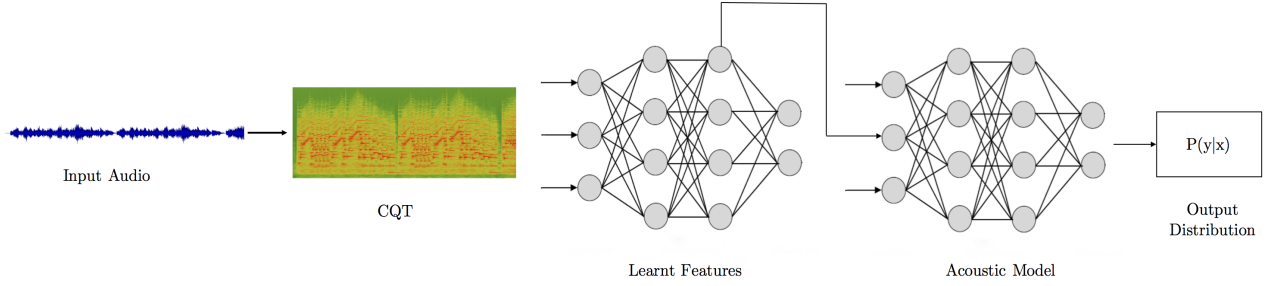 Input Audio
CQT
Learnt Features
Acoustic Model
P(y|x)
Output
Distribution